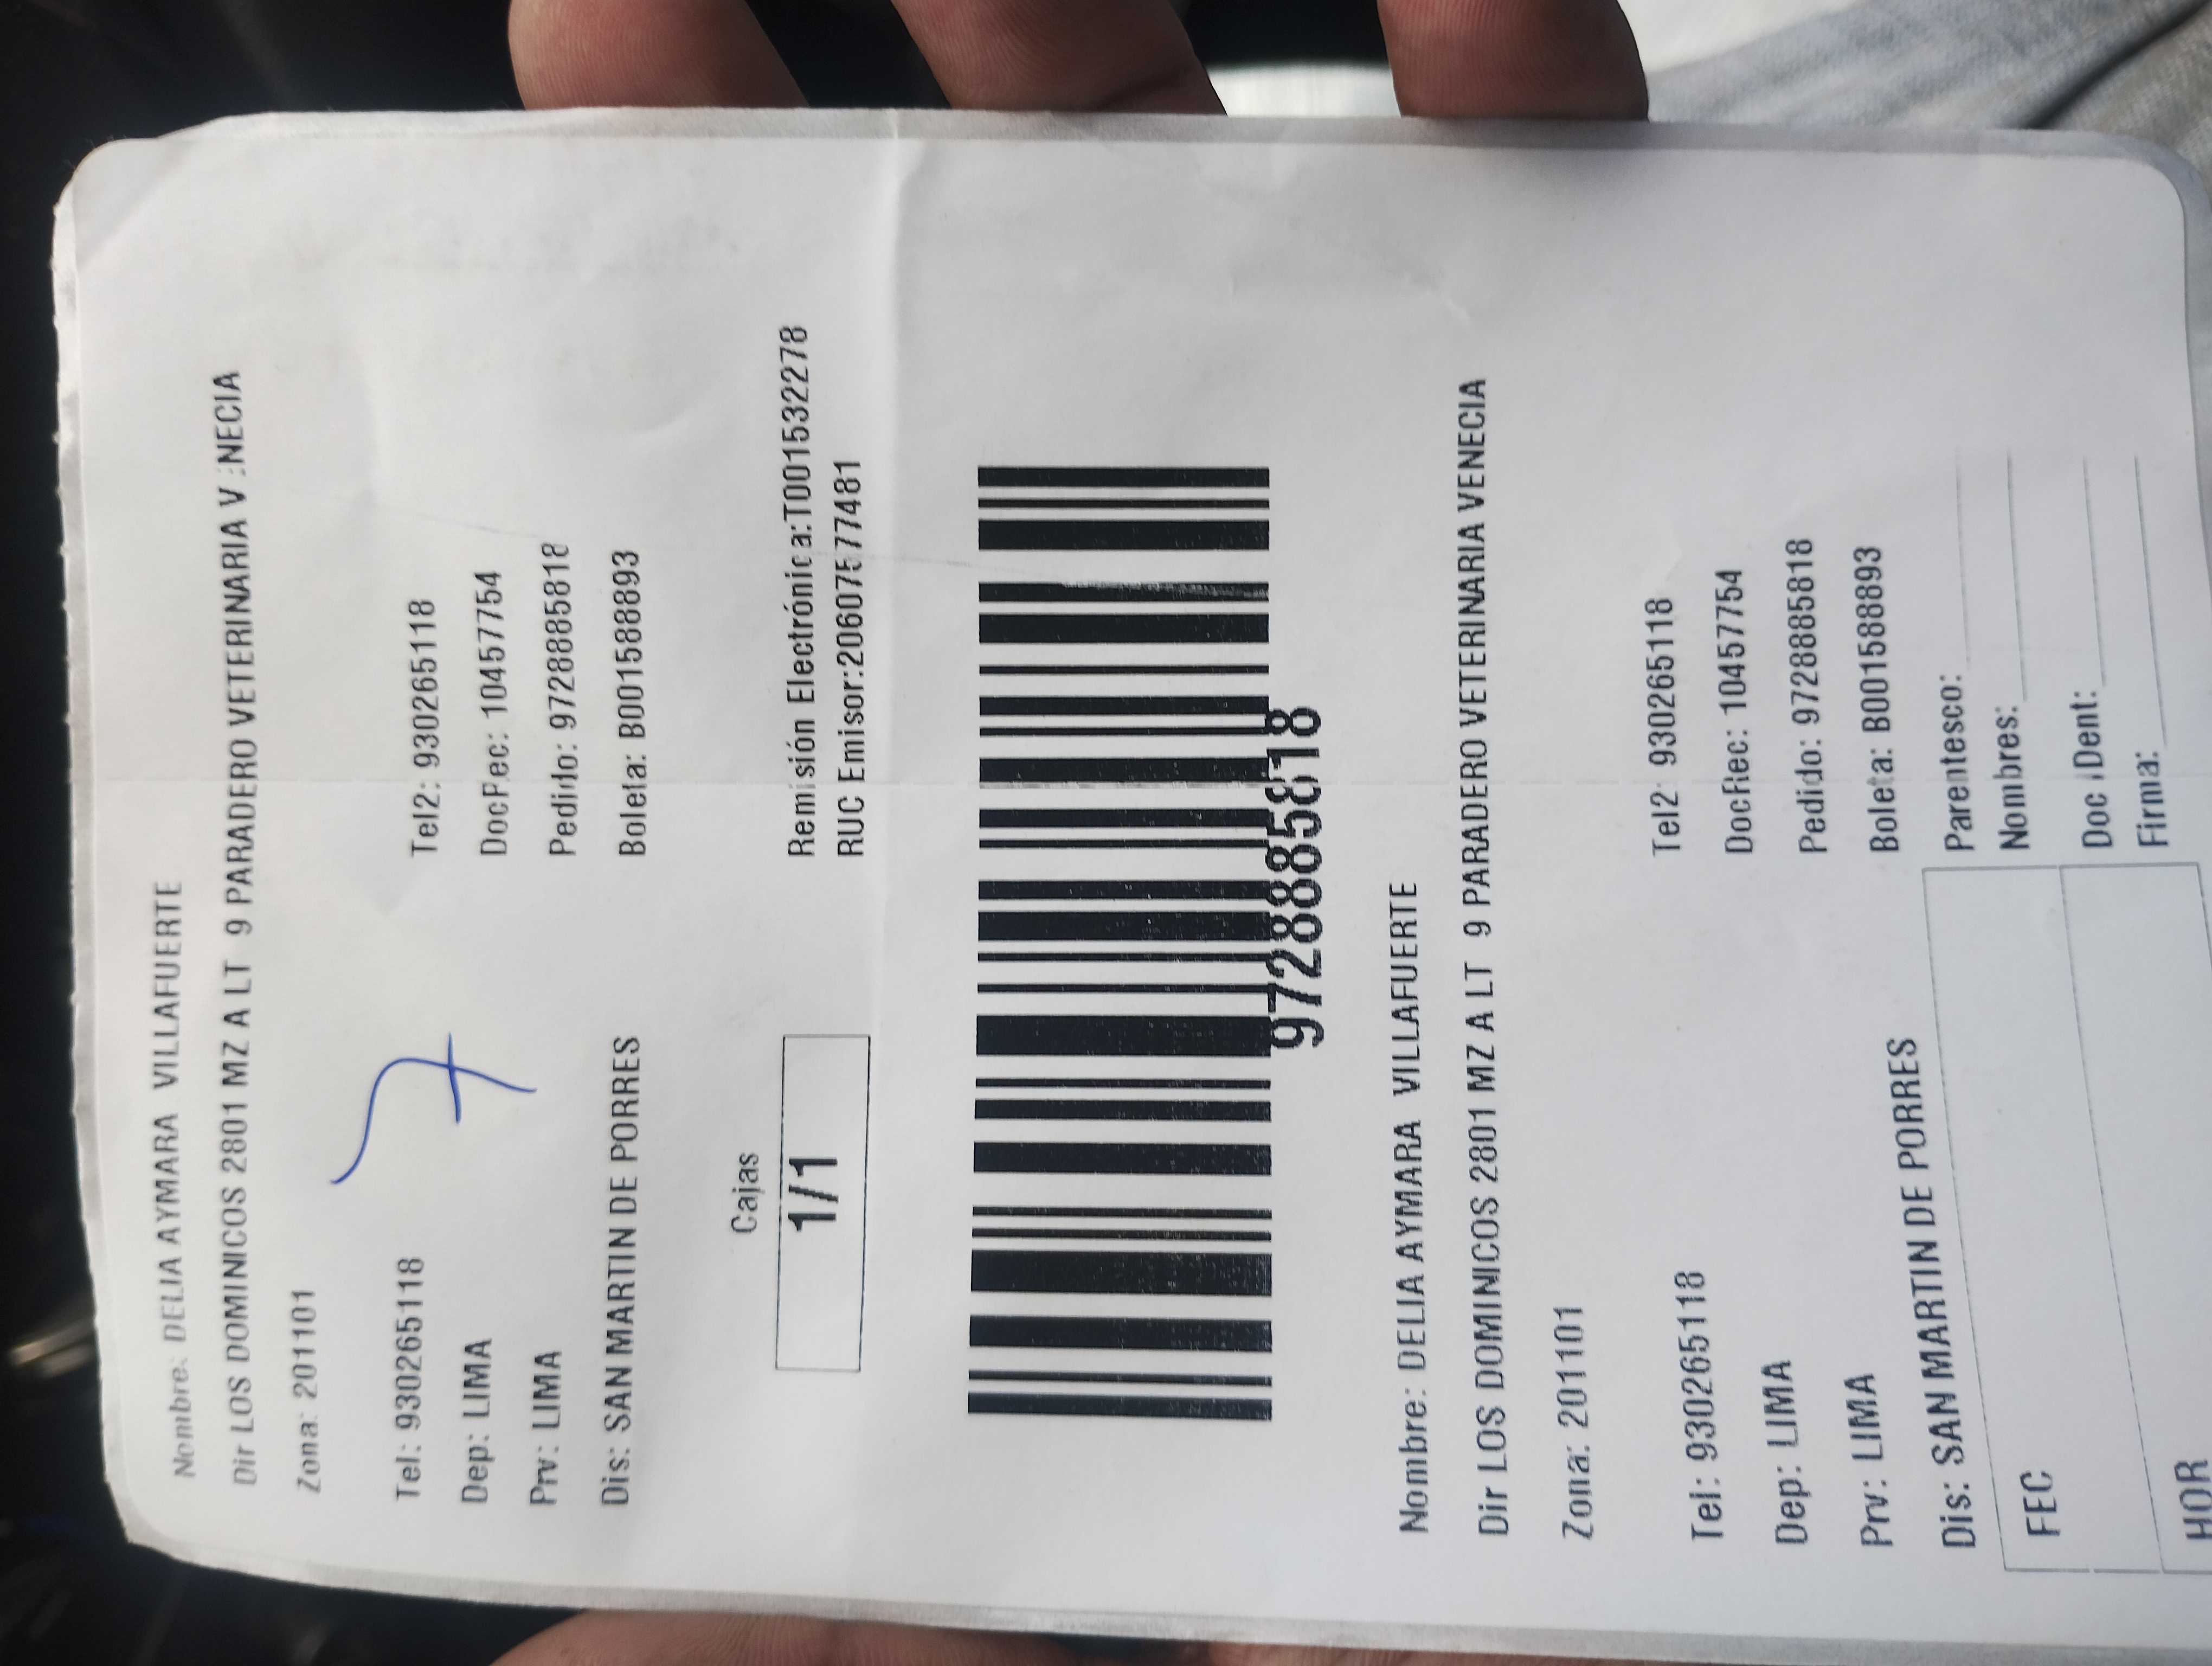 Nombre: DELIA AYMARA VILLAFUERTE
Dir LOS DOMINICOS 2801 MZ A LT 9 PARADERO VETERINARIA V NECIA
Zona: 201101
7
Tel: 930265118 Tel2: 930265118
Dep: LIMA DocRec: 10457754
Prv: LIMA Pedido: 9728885818
Dis: SAN MARTIN DE PORRES Boleta: B001588893
Cajas
1/1
Remisión Electrónica:T001532278
RUC Emisor:20607577481
9728885818
Nombre: DELIA AYMARA VILLAFUERTE
Dir LOS DOMINICOS 2801 MZ A LT 9 PARADERO VETERINARIA VENECIA
Zona: 201101
Tel: 930265118 Tel2: 930265118
Dep: LIMA DocRec: 10457754
Prv: LIMA Pedido: 9728885818
Dis: SAN MARTIN DE PORRES Boleta: B001588893
FEC
HOR
Parentesco:
Nombres:
Doc IDent:
Firma: